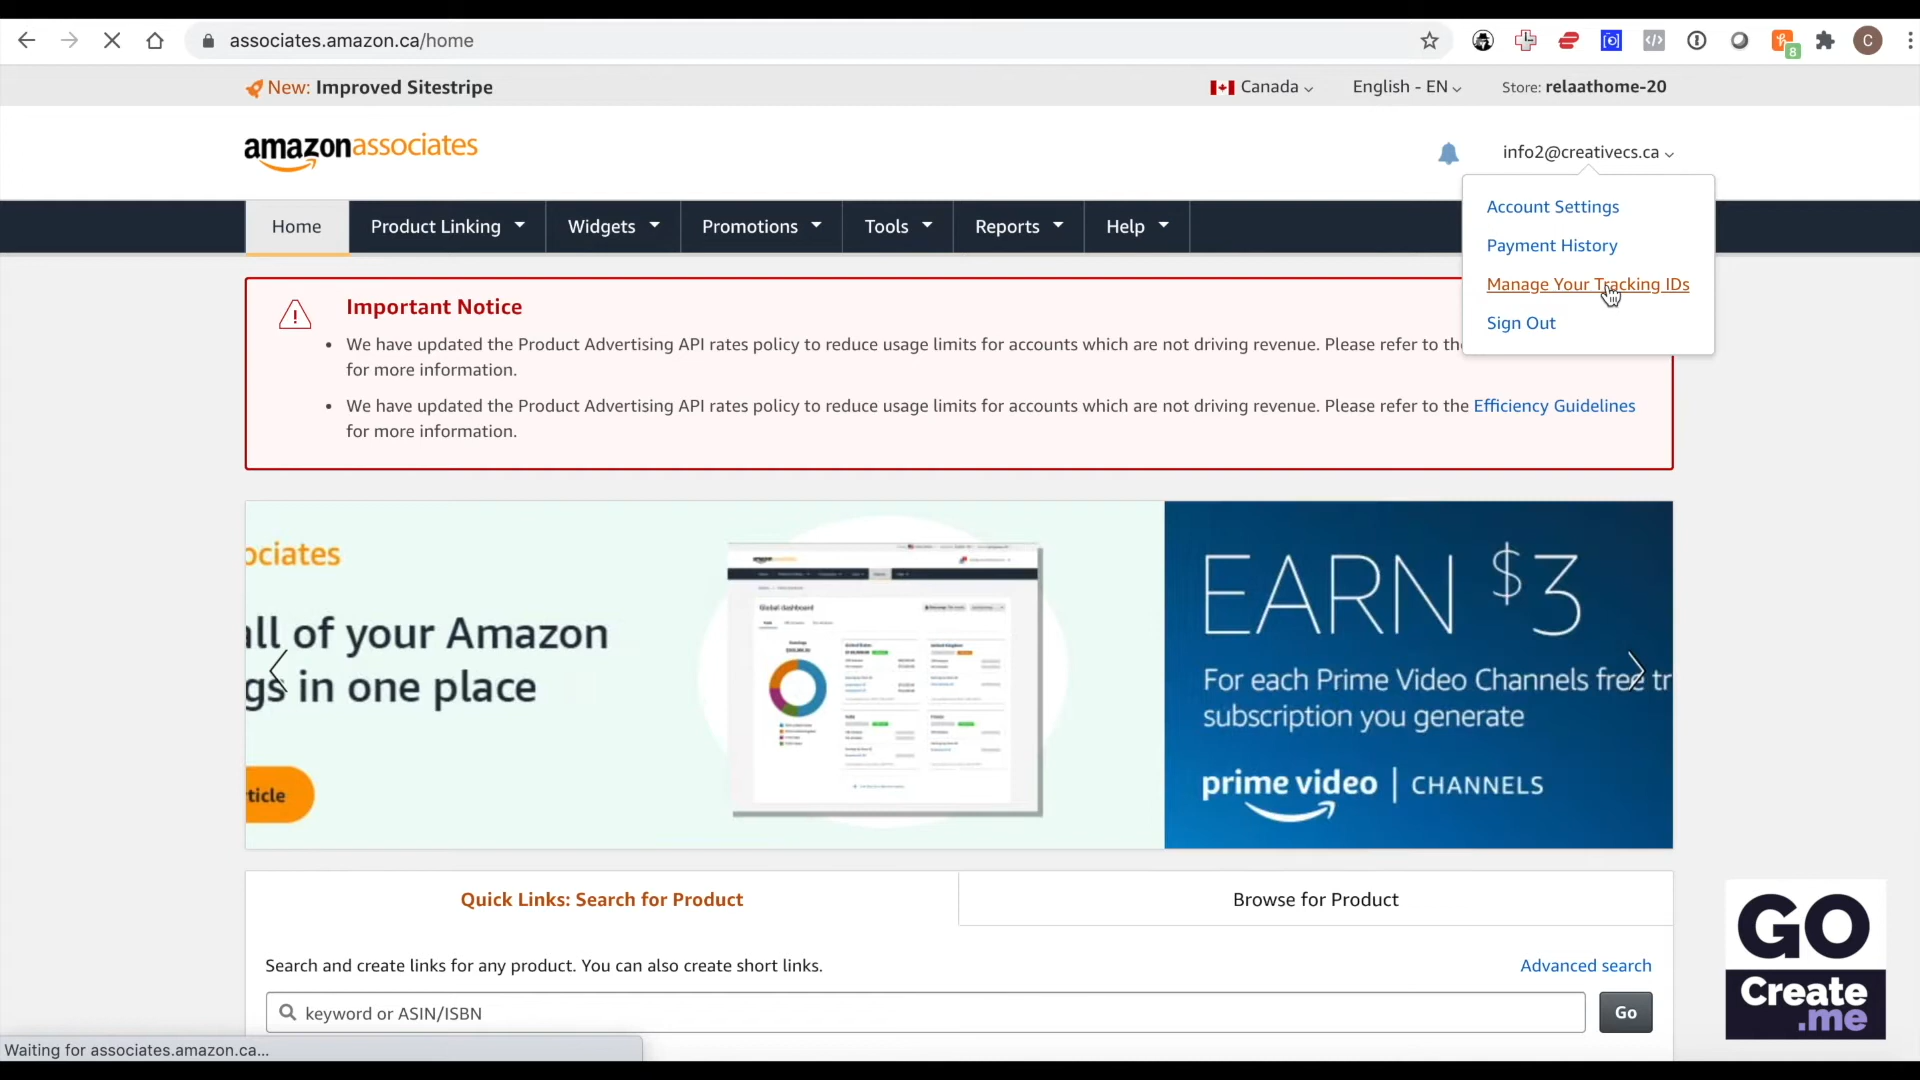 associates.amazon.ca/home
C
8
New: Improved Sitestripe
Canada
English - EN
Store: relaathome-20
amazonassociates
info2@creativecs.ca
Account Settings
Payment History
Manage Your Tracking IDs
Sign Out
Home
Product Linking
Widgets
Promotions
Tools
Reports
Help
Important Notice
We have updated the Product Advertising API rates policy to reduce usage limits for accounts which are not driving revenue. Please refer to th
for more information.
We have updated the Product Advertising API rates policy to reduce usage limits for accounts which are not driving revenue. Please refer to the Efficiency Guidelines
for more information.
ociates
all of your Amazon
gs in one place
ticle
Global dashboard
EARN $3
For each Prime Video Channels free tr
subscription you generate
prime video | CHANNELS
Quick Links: Search for Product
Browse for Product
Search and create links for any product. You can also create short links.
Advanced search
keyword or ASIN/ISBN
Go
GO
Create
.me
Waiting for associates.amazon.ca...